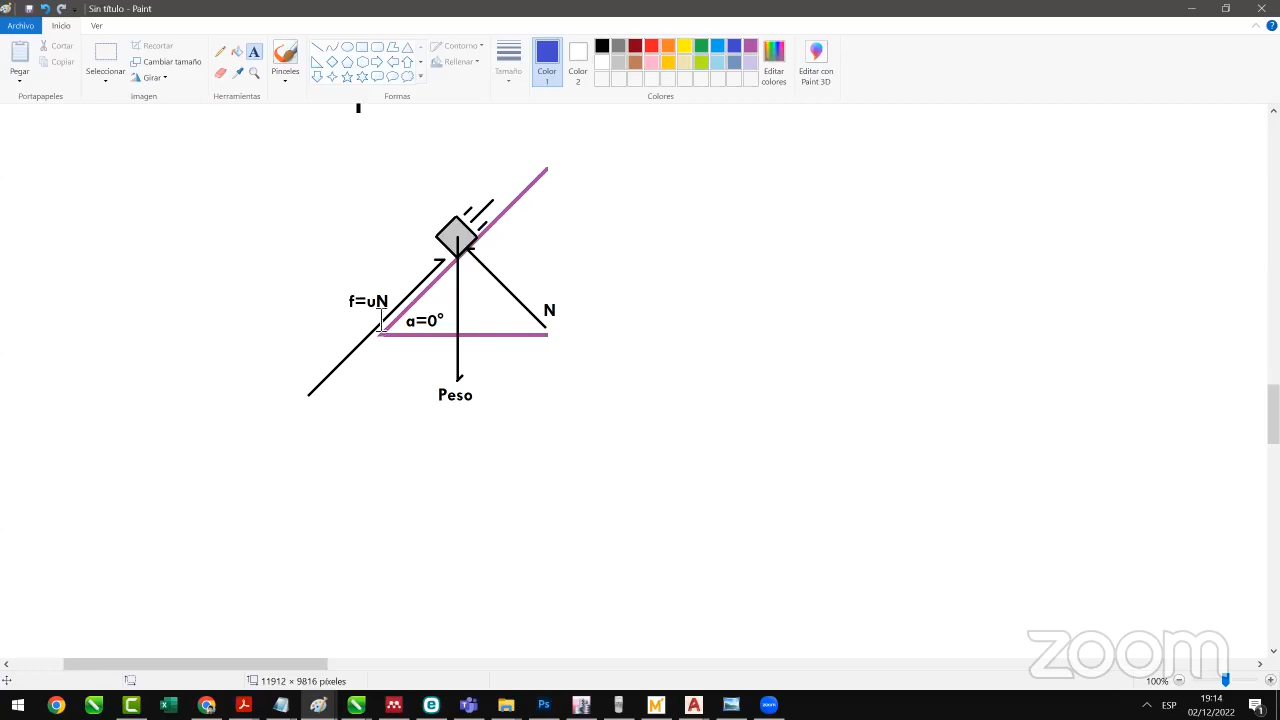 Sin título - Paint
Archivo Inicio Ver
Pegar Cortar Copiar Seleccionar Recortar Cambiar tamaño Girar Pinceles Contorno Rellenar Tamaño Color 1 Color 2 Editar colores Editar con Paint 3D
Portapapeles Imagen Herramientas Formas Colores
f=uN
a=0°
N
Peso
zoom
11912 × 9816 píxeles 100%
ESP 19:14
02/12/2022